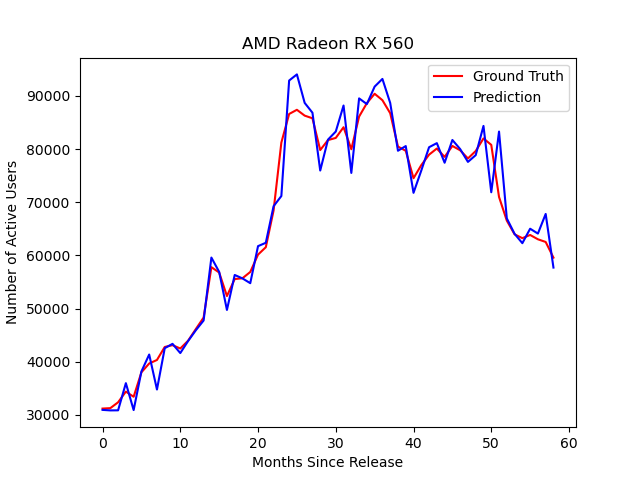 AMD Radeon RX 560
Ground Truth
Prediction
Number of Active Users
90000
80000
70000
60000
50000
40000
30000
0 10 20 30 40 50 60
Months Since Release